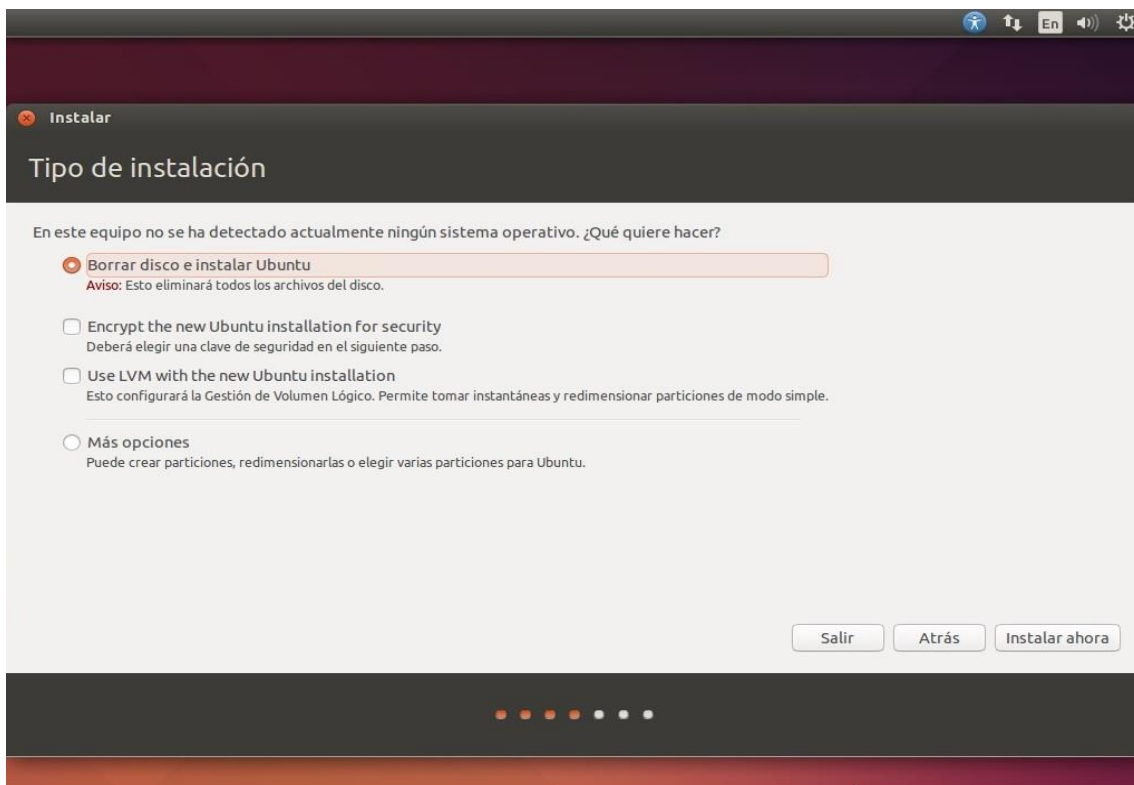 En
Instalar
Tipo de instalación
En este equipo no se ha detectado actualmente ningún sistema operativo. ¿Qué quiere hacer?
Borrar disco e instalar Ubuntu
Aviso: Esto eliminará todos los archivos del disco.
Encrypt the new Ubuntu installation for security
Deberá elegir una clave de seguridad en el siguiente paso.
Use LVM with the new Ubuntu installation
Esto configurará la Gestión de Volumen Lógico. Permite tomar instantáneas y redimensionar particiones de modo simple.
Más opciones
Puede crear particiones, redimensionarlas o elegir varias particiones para Ubuntu.
Salir Atrás Instalar ahora